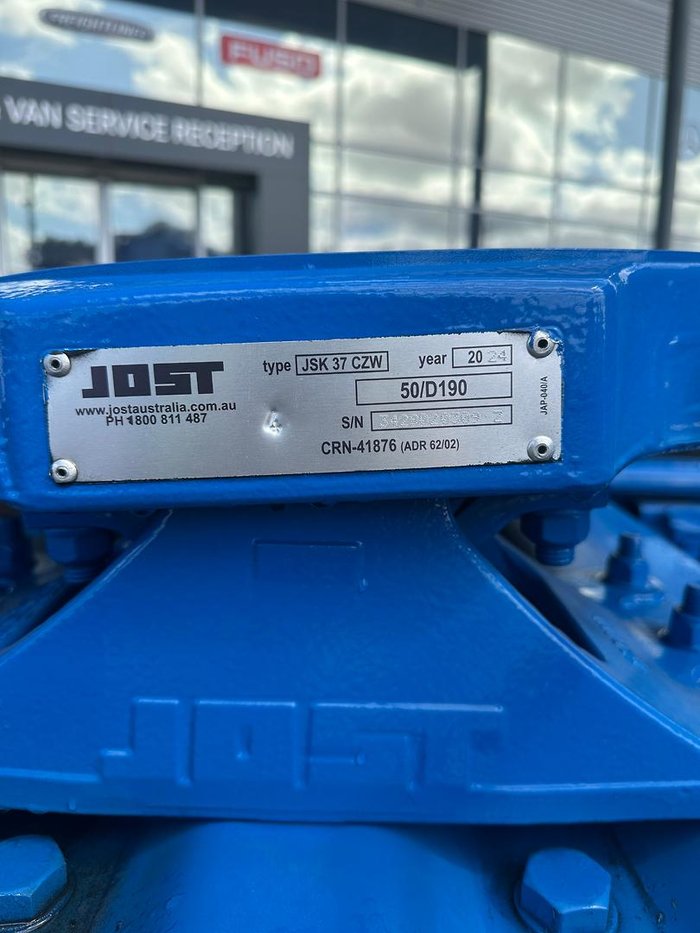 FREIGHTLINER
FUSO
VAN SERVICE RECEPTION
JOST
www.jostaustralia.com.au
PH 1800 811 487
type JSK 37 CZW year 20 24
50/D190
S/N
CRN-41876 (ADR 62/02)
JAP-040/A
JOST